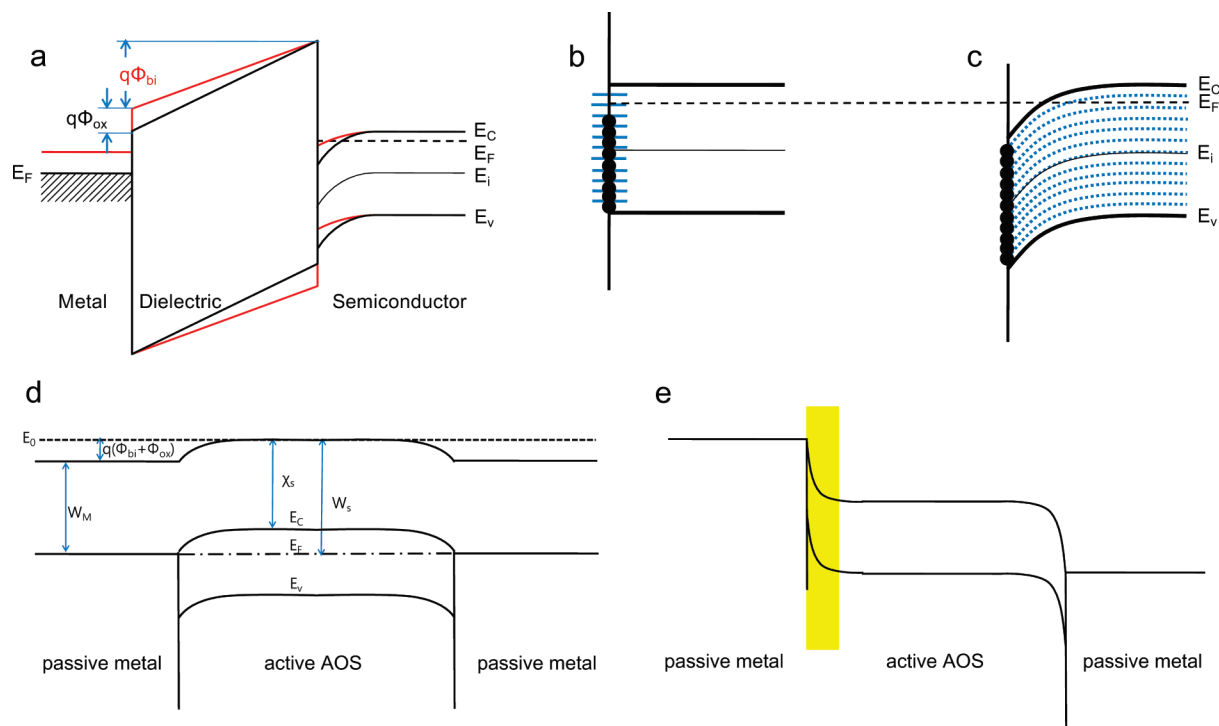 a
qΦbi
qΦox
EF
EC
EF
Ei
Ev
Metal
Dielectric
Semiconductor
b
c
EC
EF
Ei
Ev
d
E0
q(Φbi+Φox)
WM
χs
Ws
EC
EF
Ev
passive metal
active AOS
passive metal
e
passive metal
active AOS
passive metal